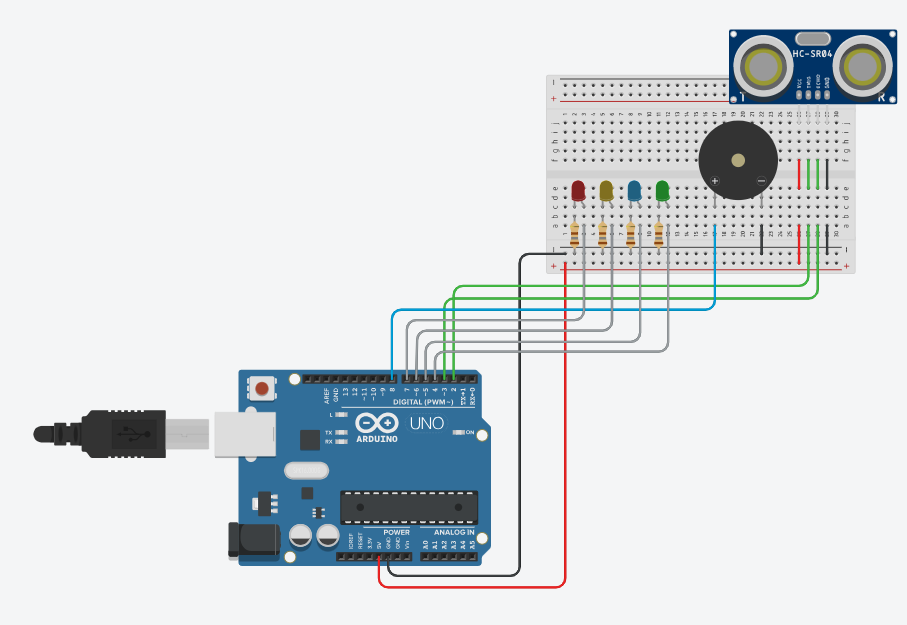 HC-SR04
VCC
TRIG
ECHO
GND
T
R
j
i
h
g
f
e
d
c
b
a
AREF
GND
13
12
~11
~10
~9
8
7
~6
~5
4
~3
2
TX→1
RX←0
DIGITAL (PWM~)
L
TX
RX
ARDUINO
UNO
ON
POWER
ANALOG IN
IOREF
RESET
3.3V
5V
GND
GND
Vin
A0
A1
A2
A3
A4
A5